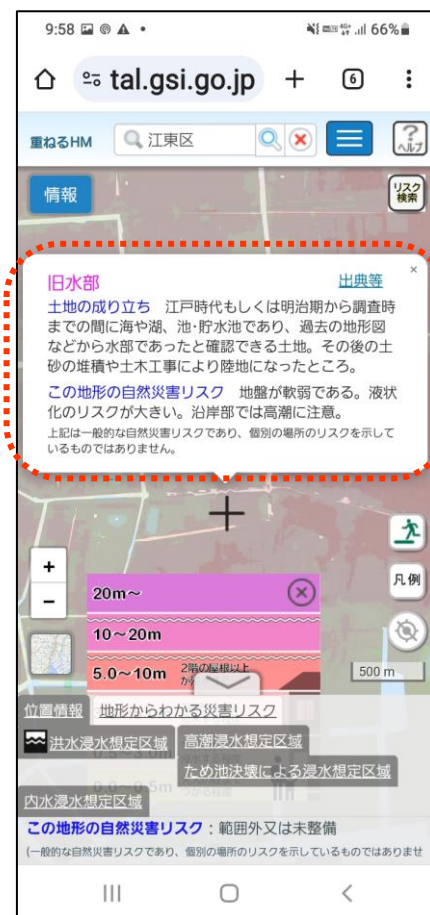 9:58
66%
tal.gsi.go.jp
6
重ねるHM
江東区
?
ヘルプ
情報
リスク
検索
×
旧水部
出典等
土地の成り立ち 江戸時代もしくは明治期から調査時
までの間に海や湖、池・貯水池であり、過去の地形図
などから水部であったと確認できる土地。その後の土
砂の堆積や土木工事により陸地になったところ。
この地形の自然災害リスク 地盤が軟弱である。液状
化のリスクが大きい。沿岸部では高潮に注意。
上記は一般的な自然災害リスクであり、個別の場所のリスクを示して
いるものではありません。
+
−
凡例
20m～
10～20m
5.0～10m
2階の屋根以上
500 m
位置情報
地形からわかる災害リスク
洪水浸水想定区域
高潮浸水想定区域
ため池決壊による浸水想定区域
内水浸水想定区域
この地形の自然災害リスク：範囲外又は未整備
(一般的な自然災害リスクであり、個別の場所のリスクを示しているものではありませ